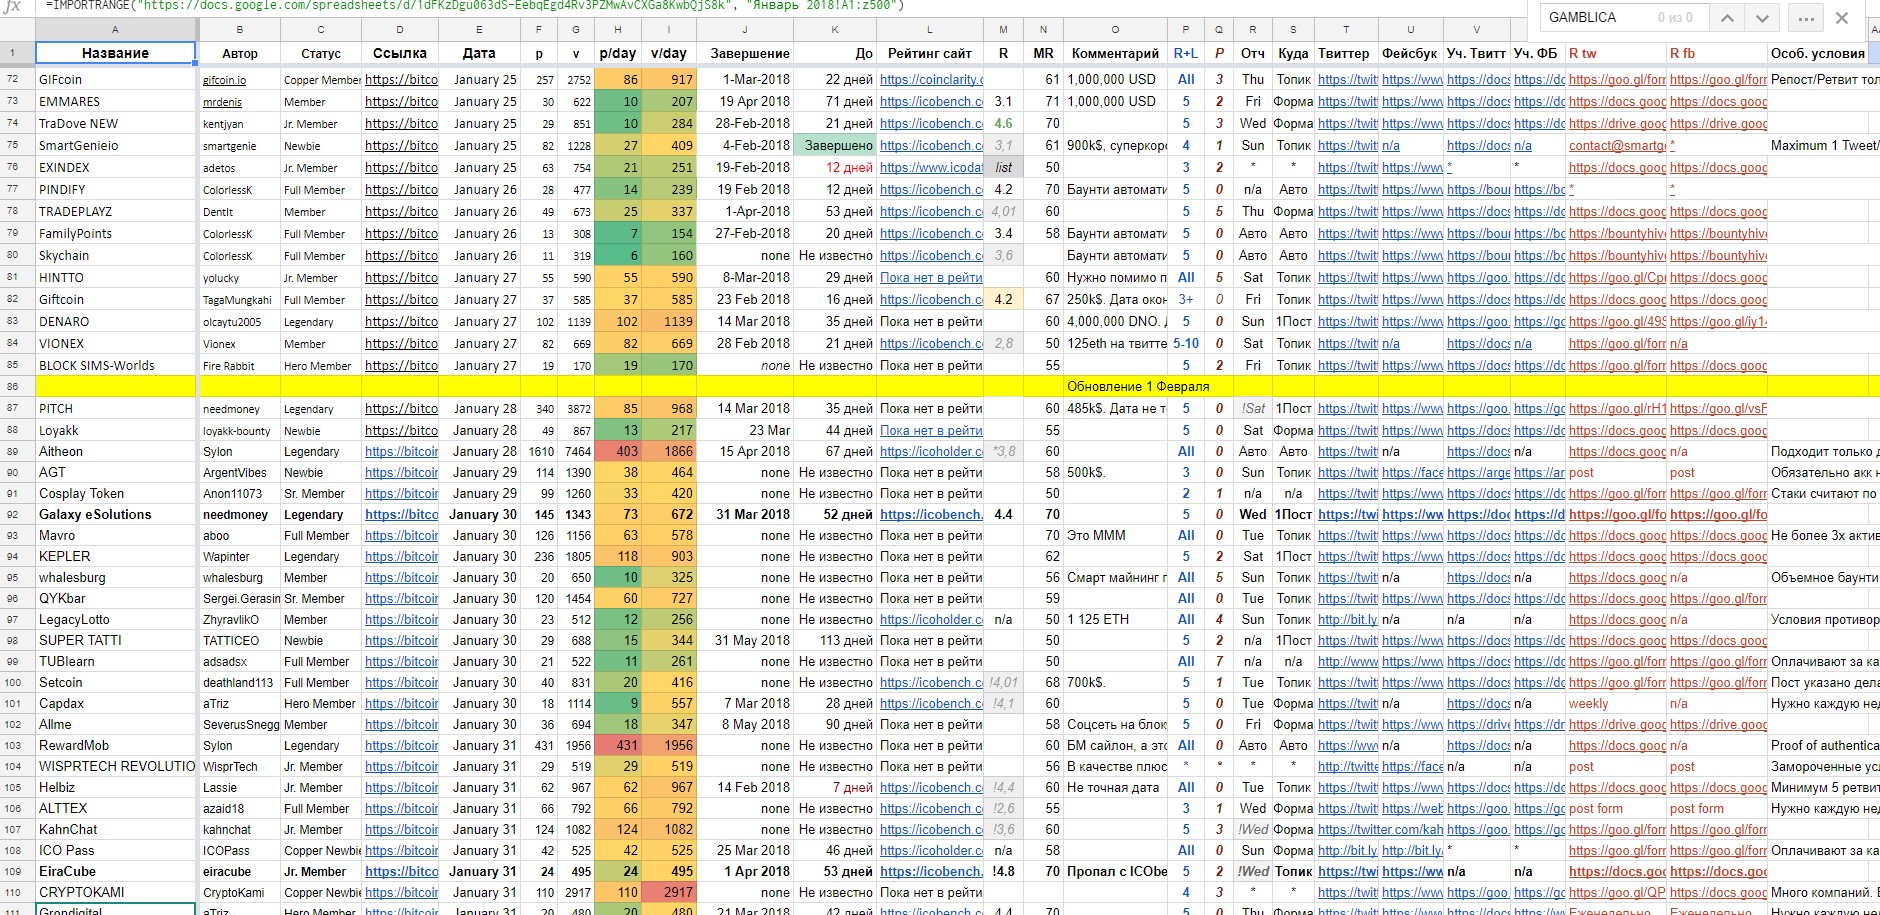 fx =IMPORTRANGE("https://docs.google.com/spreadsheets/d/1dFKzDgu063dS-EebqEgd4Rv3PZMwAvCXGa8KwbQjS8k", "Январь 2018!A1:z500")
GAMBLICA 0 из 0
A B C D E F G H I J K L M N O P Q R S T U V W X Y Z
1 Название Автор Статус Ссылка Дата p v p/day v/day Завершение До Рейтинг сайт R MR Комментарий R+L P Отч Куда Твиттер Фейсбук Уч. Твитт Уч. ФБ R tw R fb Особ. условия
72 GIFcoin gifcoin.io Copper Member https://bitco January 25 257 2752 86 917 1-Mar-2018 22 дней https://coinclarity.c 61 1,000,000 USD All 3 Thu Топик https://twit https://www https://docs https://dc https://goo.gl/forr https://goo.gl/forr Репост/Ретвит тол
73 EMMARES mrdenis Member https://bitco January 25 30 622 10 207 19 Apr 2018 71 дней https://icobench.cc 3.1 71 1,000,000 USD 5 2 Fri Форма https://twit https://www https://docs https://dc https://docs.goog https://docs.goog
74 TraDove NEW kentjyan Jr. Member https://bitco January 25 29 851 10 284 28-Feb-2018 21 дней https://icobench.cc 4.6 70 5 3 Wed Форма https://twit https://www https://docs https://dc https://drive.goog https://drive.goog
75 SmartGenieio smartgenie Newbie https://bitco January 25 82 1228 27 409 4-Feb-2018 Завершено https://icobench.cc 3,1 61 900k$, суперкоро 4 1 Sun Топик https://twit n/a https://docs n/a contact@smartg * Maximum 1 Tweet/
76 EXINDEX adetos Jr. Member https://bitco January 25 63 754 21 251 19-Feb-2018 12 дней https://www.icodat list 50 3 2 * * https://twit https://www * * https://docs.goog https://docs.goog
77 PINDIFY ColorlessK Full Member https://bitco January 26 28 477 14 239 19 Feb 2018 12 дней https://icobench.cc 4.2 70 Баунти автомати 5 0 n/a Авто https://twit https://www https://bour https://bc * *
78 TRADEPLAYZ DentIt Member https://bitco January 26 49 673 25 337 1-Apr-2018 53 дней https://icobench.cc 4,01 60 5 5 Thu Форма https://twit https://www https://docs https://dc https://docs.goog https://docs.goog
79 FamilyPoints ColorlessK Full Member https://bitco January 26 13 308 7 154 27-Feb-2018 20 дней https://icobench.cc 3.4 58 Баунти автомати 5 0 Авто Авто https://twit https://www https://bour https://bc https://bountyhive https://bountyhive
80 Skychain ColorlessK Full Member https://bitco January 26 11 319 6 160 none Не известно https://icobench.cc 3,6 Баунти автомати 5 0 Авто Авто https://twit https://www https://bour https://bc https://bountyhive https://bountyhive
81 HINTTO yolucky Jr. Member https://bitco January 27 55 590 55 590 8-Mar-2018 29 дней Пока нет в рейти 60 Нужно помимо п All 5 Sat Топик https://twit https://www https://goo.gl/Cpu https://docs.goog https://docs.goog
82 Giftcoin TagaMungkahi Full Member https://bitco January 27 37 585 37 585 23 Feb 2018 16 дней https://icobench.cc 4.2 67 250k$. Дата окон 3+ 0 Fri Топик https://twit https://www https://docs https://dc https://docs.goog https://docs.goog
83 DENARO olcaytu2005 Legendary https://bitco January 27 102 1139 102 1139 14 Mar 2018 35 дней Пока нет в рейти 60 4,000,000 DNO. Д 5 0 Sun 1Пост https://twit https://www https://goo. https://gc https://goo.gl/49S https://goo.gl/iy14
84 VIONEX Vionex Member https://bitco January 27 82 669 82 669 28 Feb 2018 21 дней https://icobench.cc 2,8 50 125eth на твитте 5-10 0 Sat Топик https://twit n/a https://docs n/a https://goo.gl/forr n/a
85 BLOCK SIMS-Worlds Fire Rabbit Hero Member https://bitco January 27 19 170 19 170 none Не известно Пока нет в рейти 55 5 2 Fri Топик https://twit https://www https://docs https://dc https://goo.gl/forr https://goo.gl/forr
86 Обновление 1 Февраля
87 PITCH needmoney Legendary https://bitco January 28 340 3872 85 968 14 Mar 2018 35 дней Пока нет в рейти 60 485k$. Дата не т 5 0 !Sat 1Пост https://twit https://www https://goo. https://gc https://goo.gl/rH1 https://goo.gl/vsF
88 Loyakk loyakk-bounty Newbie https://bitco January 28 49 867 13 217 23 Mar 44 дней Пока нет в рейти 55 5 0 Sat Форма https://twit https://www https://docs https://dc https://docs.goog https://docs.goog
89 Aitheon Sylon Legendary https://bitcoir January 28 1610 7464 403 1866 15 Apr 2018 67 дней https://icoholder.c *3,8 60 All 0 Авто Авто https://twit n/a https://docs n/a https://docs.goog n/a Подходит только д
90 AGT ArgentVibes Newbie https://bitcoir January 29 114 1390 38 464 none Не известно Пока нет в рейти 58 500k$. 3 0 Sun Топик https://twit https://face https://arge https://ar post post Обязательно акк н
91 Cosplay Token Anon11073 Sr. Member https://bitcoir January 29 99 1260 33 420 none Не известно Пока нет в рейти 50 2 1 n/a n/a https://twit https://www https://docs https://dc https://goo.gl/forr https://goo.gl/forr Стаки считают по
92 Galaxy eSolutions needmoney Legendary https://bitco January 30 145 1343 73 672 31 Mar 2018 52 дней https://icobench. 4.4 70 5 0 Wed 1Пост https://twi https://ww https://doc https://d https://goo.gl/fo https://goo.gl/fo
93 Mavro aboo Full Member https://bitcoir January 30 126 1156 63 578 none Не известно Пока нет в рейти 70 Это МММ All 0 Tue Топик https://twit https://www https://docs https://dc https://docs.goog https://docs.goog Не более 3х актив
94 KEPLER Wapinter Legendary https://bitcoir January 30 236 1805 118 903 none Не известно Пока нет в рейти 62 5 2 Sat 1Пост https://twit https://www https://docs https://dc https://docs.goog https://docs.goog
95 whalesburg whalesburg Member https://bitcoir January 30 20 650 10 325 none Не известно Пока нет в рейти 56 Смарт майнинг г All 5 Sun Топик https://twit n/a https://docs n/a https://goo.gl/forr n/a Объемное баунти
96 QYKbar Sergei.Gerasin Sr. Member https://bitcoir January 30 120 1454 60 727 none Не известно Пока нет в рейти 59 All 0 Tue Топик https://twit https://www https://docs https://dc https://docs.goog https://goo.gl/forr
97 LegacyLotto ZhyravlikO Member https://bitcoir January 30 23 512 12 256 none Не известно https://icoholder.c n/a 50 1 125 ETH All 4 Sun Топик http://bit.ly. n/a n/a n/a https://docs.goog n/a Условия противор
98 SUPER TATTI TATTICEO Newbie https://bitcoir January 30 29 688 15 344 31 May 2018 113 дней Пока нет в рейти 50 5 2 n/a 1Пост https://twit https://www https://docs https://dc https://docs.goog https://docs.goog
99 TUBlearn adsadsx Full Member https://bitcoir January 30 21 522 11 261 none Не известно Пока нет в рейти 50 All 7 n/a n/a http://www https://www https://docs https://dc https://goo.gl/forr https://goo.gl/forr Оплачивают за ка
100 Setcoin deathland113 Full Member https://bitcoir January 30 40 831 20 416 none Не известно https://icobench.cc !4,01 68 700k$. 5 1 Tue Топик https://twit https://www https://docs https://dc https://goo.gl/forr https://goo.gl/forr Пост указано дела
101 Capdax aTriz Hero Member https://bitcoir January 30 18 1114 9 557 7 Mar 2018 28 дней https://icobench.cc !4,1 60 5 0 Tue Форма https://twit n/a https://docs n/a weekly n/a Нужно каждую нед
102 Allme SeverusSnegg Member https://bitcoir January 30 36 694 18 347 8 May 2018 90 дней Пока нет в рейти 58 Соцсеть на блок 5 0 Fri Форма https://twit https://www https://drive https://dr https://drive.goog https://drive.goog
103 RewardMob Sylon Legendary https://bitcoir January 31 431 1956 431 1956 none Не известно Пока нет в рейти 60 БМ сайлон, а это All 0 Авто Авто https://ww n/a https://docs n/a https://docs.goog n/a Proof of authentica
104 WISPRTECH REVOLUTIO WisprTech Jr. Member https://bitcoir January 31 29 519 29 519 none Не известно Пока нет в рейти 56 В качестве плюс * * * * http://twitte https://face n/a n/a post post Замороченные усл
105 Helbiz Lassie Jr. Member https://bitcoir January 31 62 967 62 967 14 Feb 2018 7 дней https://icobench.cc !4,4 60 Не точная дата All 0 Tue Топик https://twit https://www https://docs https://dc https://goo.gl/forr https://goo.gl/forr Минимум 5 ретвит
106 ALTTEX azaid18 Full Member https://bitcoir January 31 66 792 66 792 none Не известно https://icobench.cc !2,6 55 3 1 Wed Форма https://twit https://web https://goo. https://gc post form post form Нужно каждую нед
107 KahnChat kahnchat Jr. Member https://bitcoir January 31 124 1082 124 1082 none Не известно https://icobench.cc !3,6 60 5 3 !Wed Форма https://twitter.com/kah https://goo. https://gc https://goo.gl/forr https://goo.gl/forr
108 ICO Pass ICOPass Copper Newbie https://bitcoir January 31 42 525 42 525 25 Mar 2018 46 дней https://icoholder.c n/a 58 All 0 Sun Форма http://bit.ly. http://bit.ly/ * * https://goo.gl/forr https://goo.gl/forr Оплачивают за ка
109 EiraCube eiracube Jr. Member https://bitco January 31 24 495 24 495 1 Apr 2018 53 дней https://icobench. !4.8 70 Пропал с ICObe 5 2 !Wed Топик https://twi https://ww n/a n/a https://docs.goo https://docs.goo
110 CRYPTOKAMI CryptoKami Copper Newbie https://bitcoir January 31 110 2917 110 2917 none Не известно Пока нет в рейти 4 3 * * https://twit https://www https://docs https://dc https://goo.gl/QP https://docs.goog Много компаний. Е
111 Grondigital aTriz Hero Member https://bitcoir January 31 20 480 20 480 21 Mar 2018 42 дней https://icobench.cc 4.4 70 5 0 Thu Форма https://twit https://www https://docs https://dc Еженедельно Еженедельно Нужно каждую нед